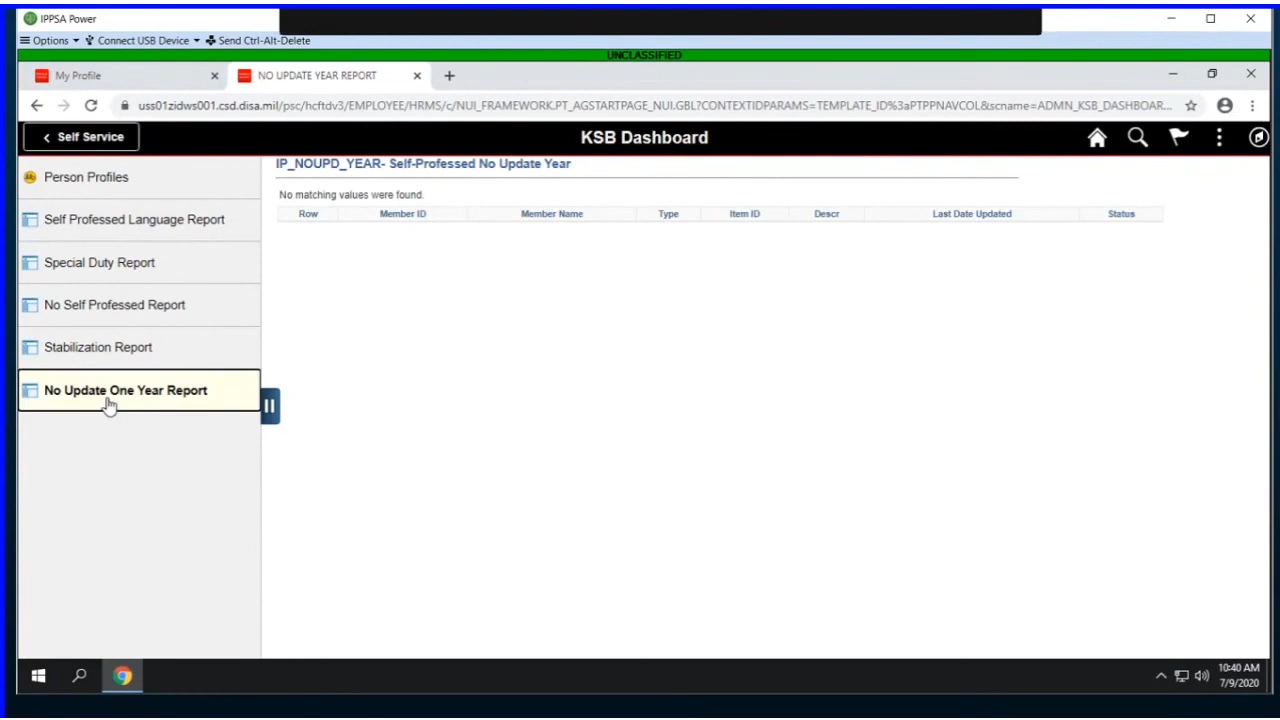 IPPSA Power
Options Connect USB Device Send Ctrl-Alt-Delete
UNCLASSIFIED
My Profile NO UPDATE YEAR REPORT
uss01zidws001.csd.disa.mil/psc/hcftdv3/EMPLOYEE/HRMS/c/NUI_FRAMEWORK.PT_AGSTARTPAGE_NUI.GBL?CONTEXTIDPARAMS=TEMPLATE_ID%3aPTPPNAVCOL&scname=ADMN_KSB_DASHBOAR...
Self Service KSB Dashboard
IP_NOUPD_YEAR- Self-Professed No Update Year
Person Profiles
No matching values were found.
Row Member ID Member Name Type Item ID Descr Last Date Updated Status
Self Professed Language Report
Special Duty Report
No Self Professed Report
Stabilization Report
No Update One Year Report
10:40 AM
7/9/2020